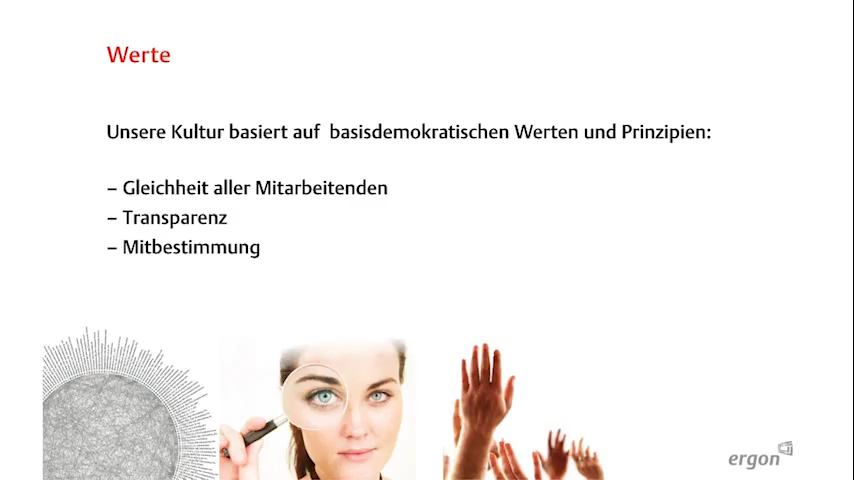 Werte
Unsere Kultur basiert auf basisdemokratischen Werten und Prinzipien:
– Gleichheit aller Mitarbeitenden
– Transparenz
– Mitbestimmung
ergon